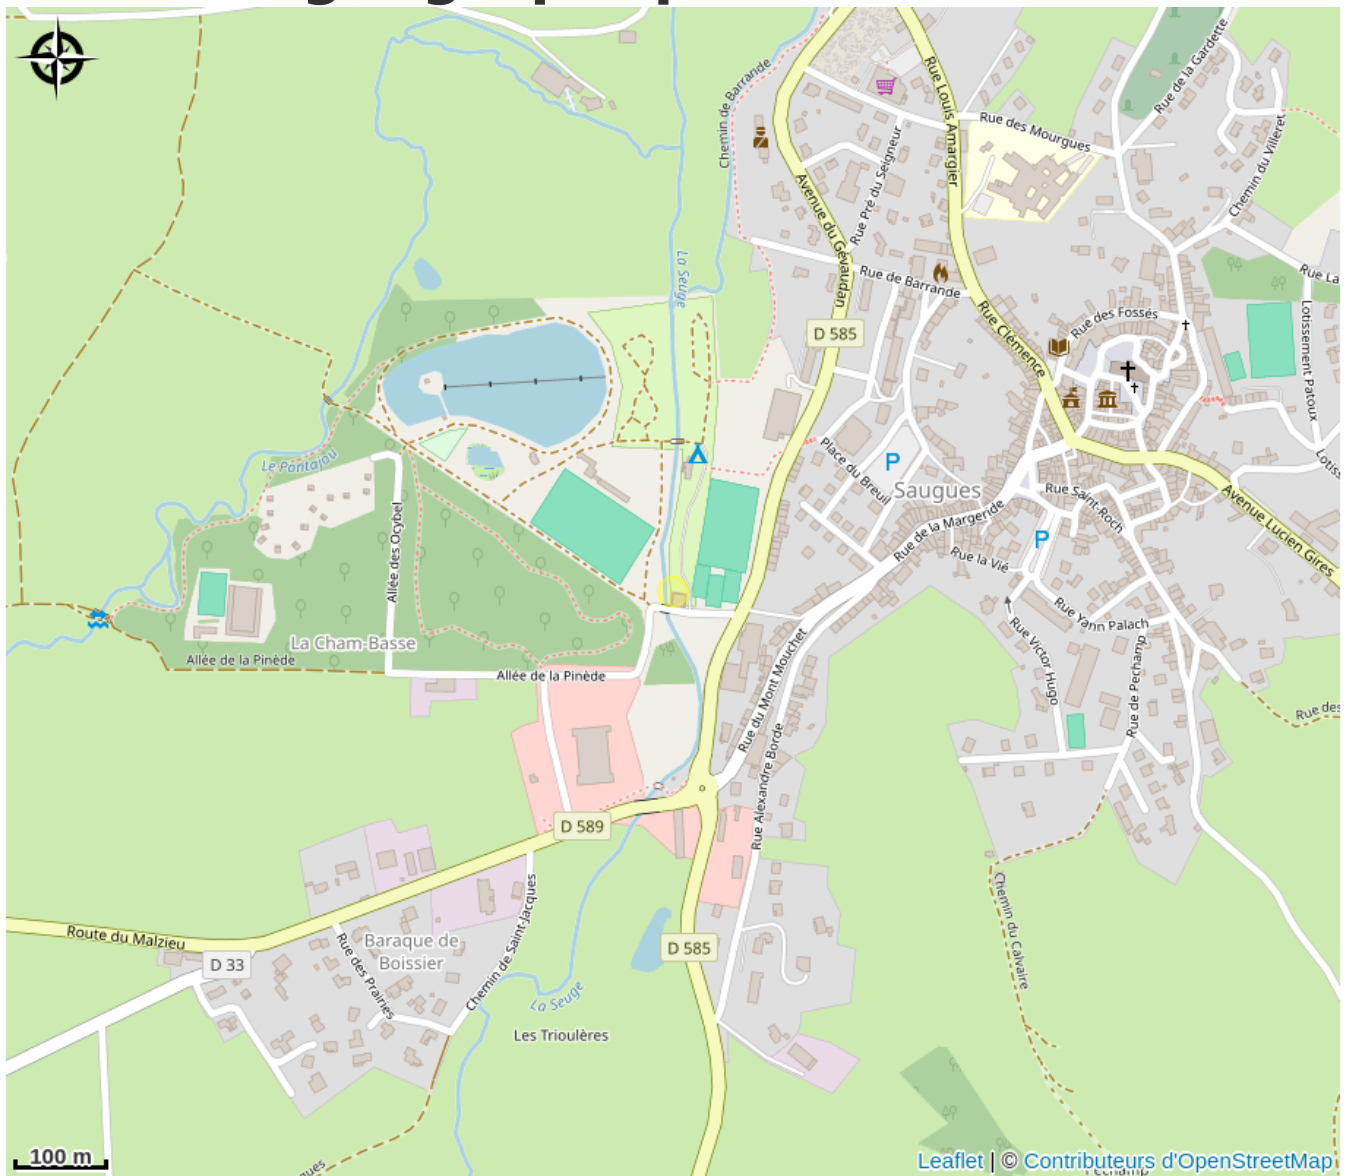 Chemin de Barrande
Rue Louis Amargier
Rue de la Gardette
Rue des Mourgues
Chemin du Villeret
Avenue du Gévaudan
Rue Pré du Seigneur
La Seuge
Rue de Barrande
Rue La
Rue des Fossés
Rue Clémence
D 585
Lotissement Patoux
Le Pontajou
Place du Breuil
P
Saugues
Lotiss
Rue Saint-Roch
Avenue Lucien Gires
Rue de la Margeride
P
Rue la Vié
Allée des Ocybel
Rue Yann Palach
Rue Victor Hugo
La Cham-Basse
Allée de la Pinède
Allée de la Pinède
Rue du Mont Mouchet
Rue de Pechamp
Rue des
Rue Alexandre Borde
D 589
Chemin du Calvaire
Route du Malzieu
D 33
Baraque de
Boissier
Rue des Prairies
Chemin de Saint-Jacques
D 585
La Seuge
Les Trioulères
100 m
ques
Leaflet | © Contributeurs d'OpenStreetMap